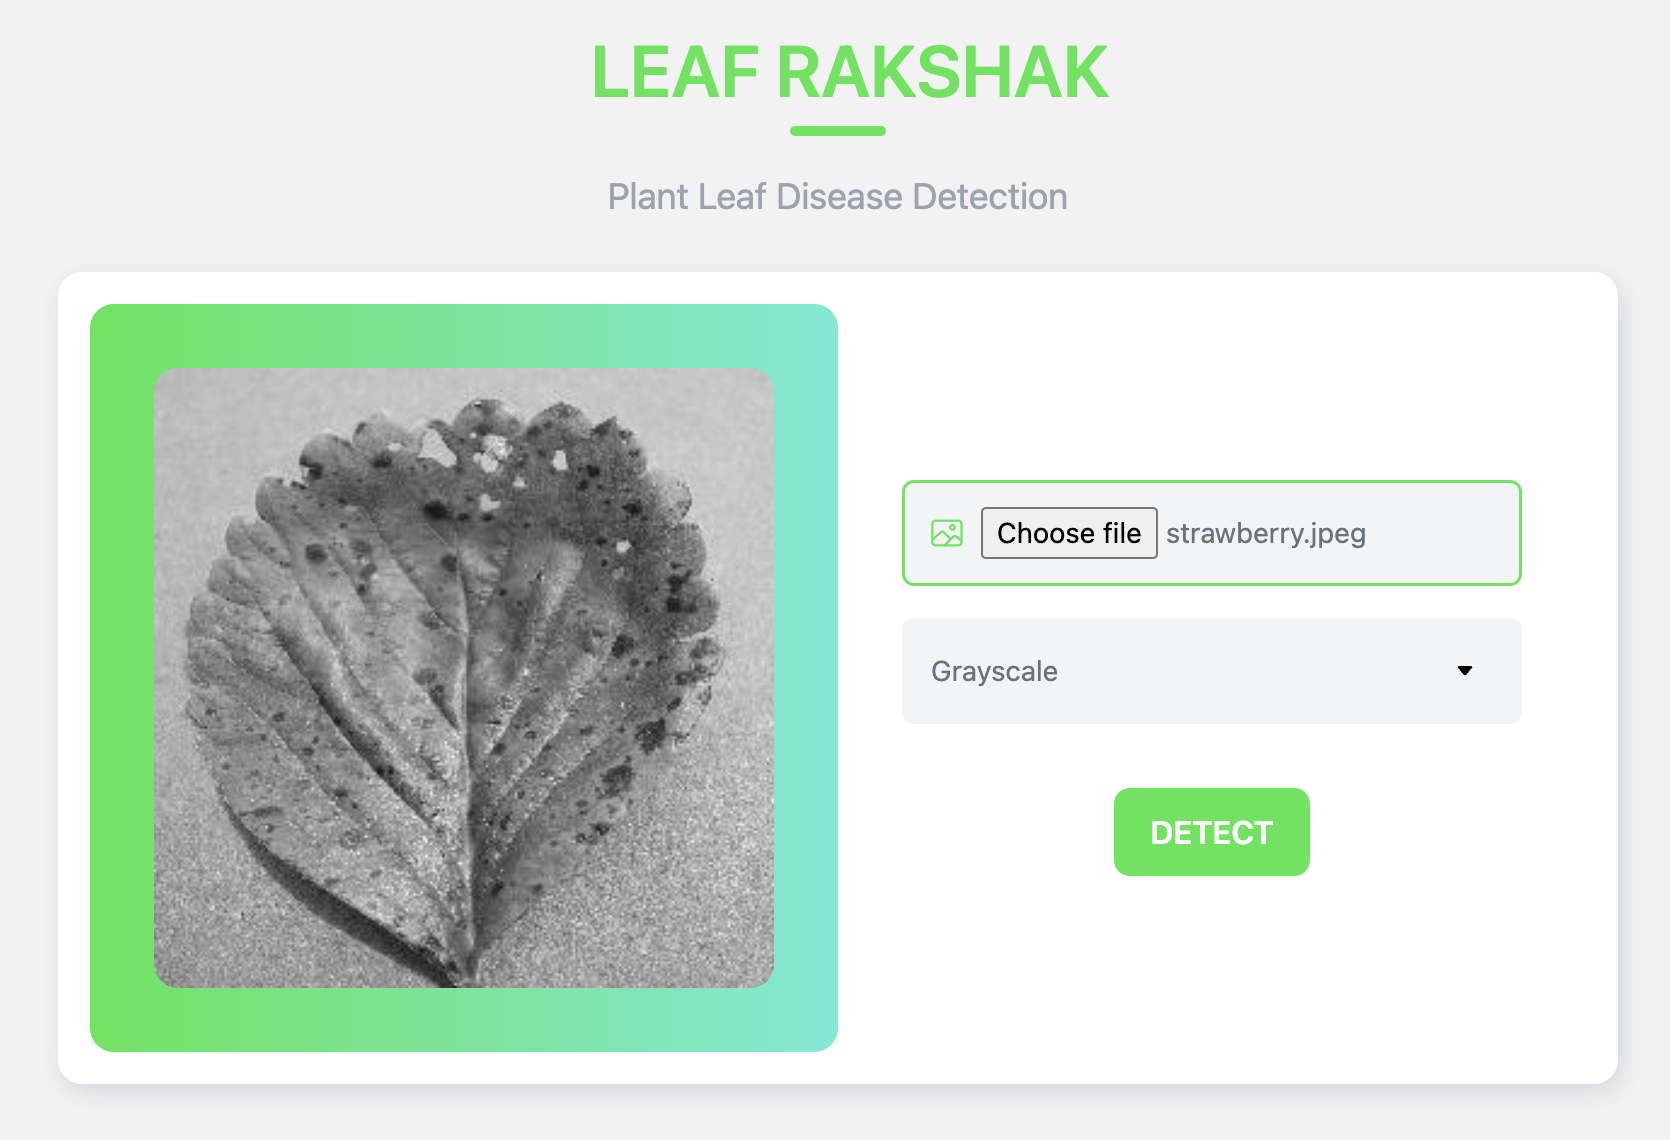 LEAF RAKSHAK
Plant Leaf Disease Detection
Choose file strawberry.jpeg
Grayscale
DETECT